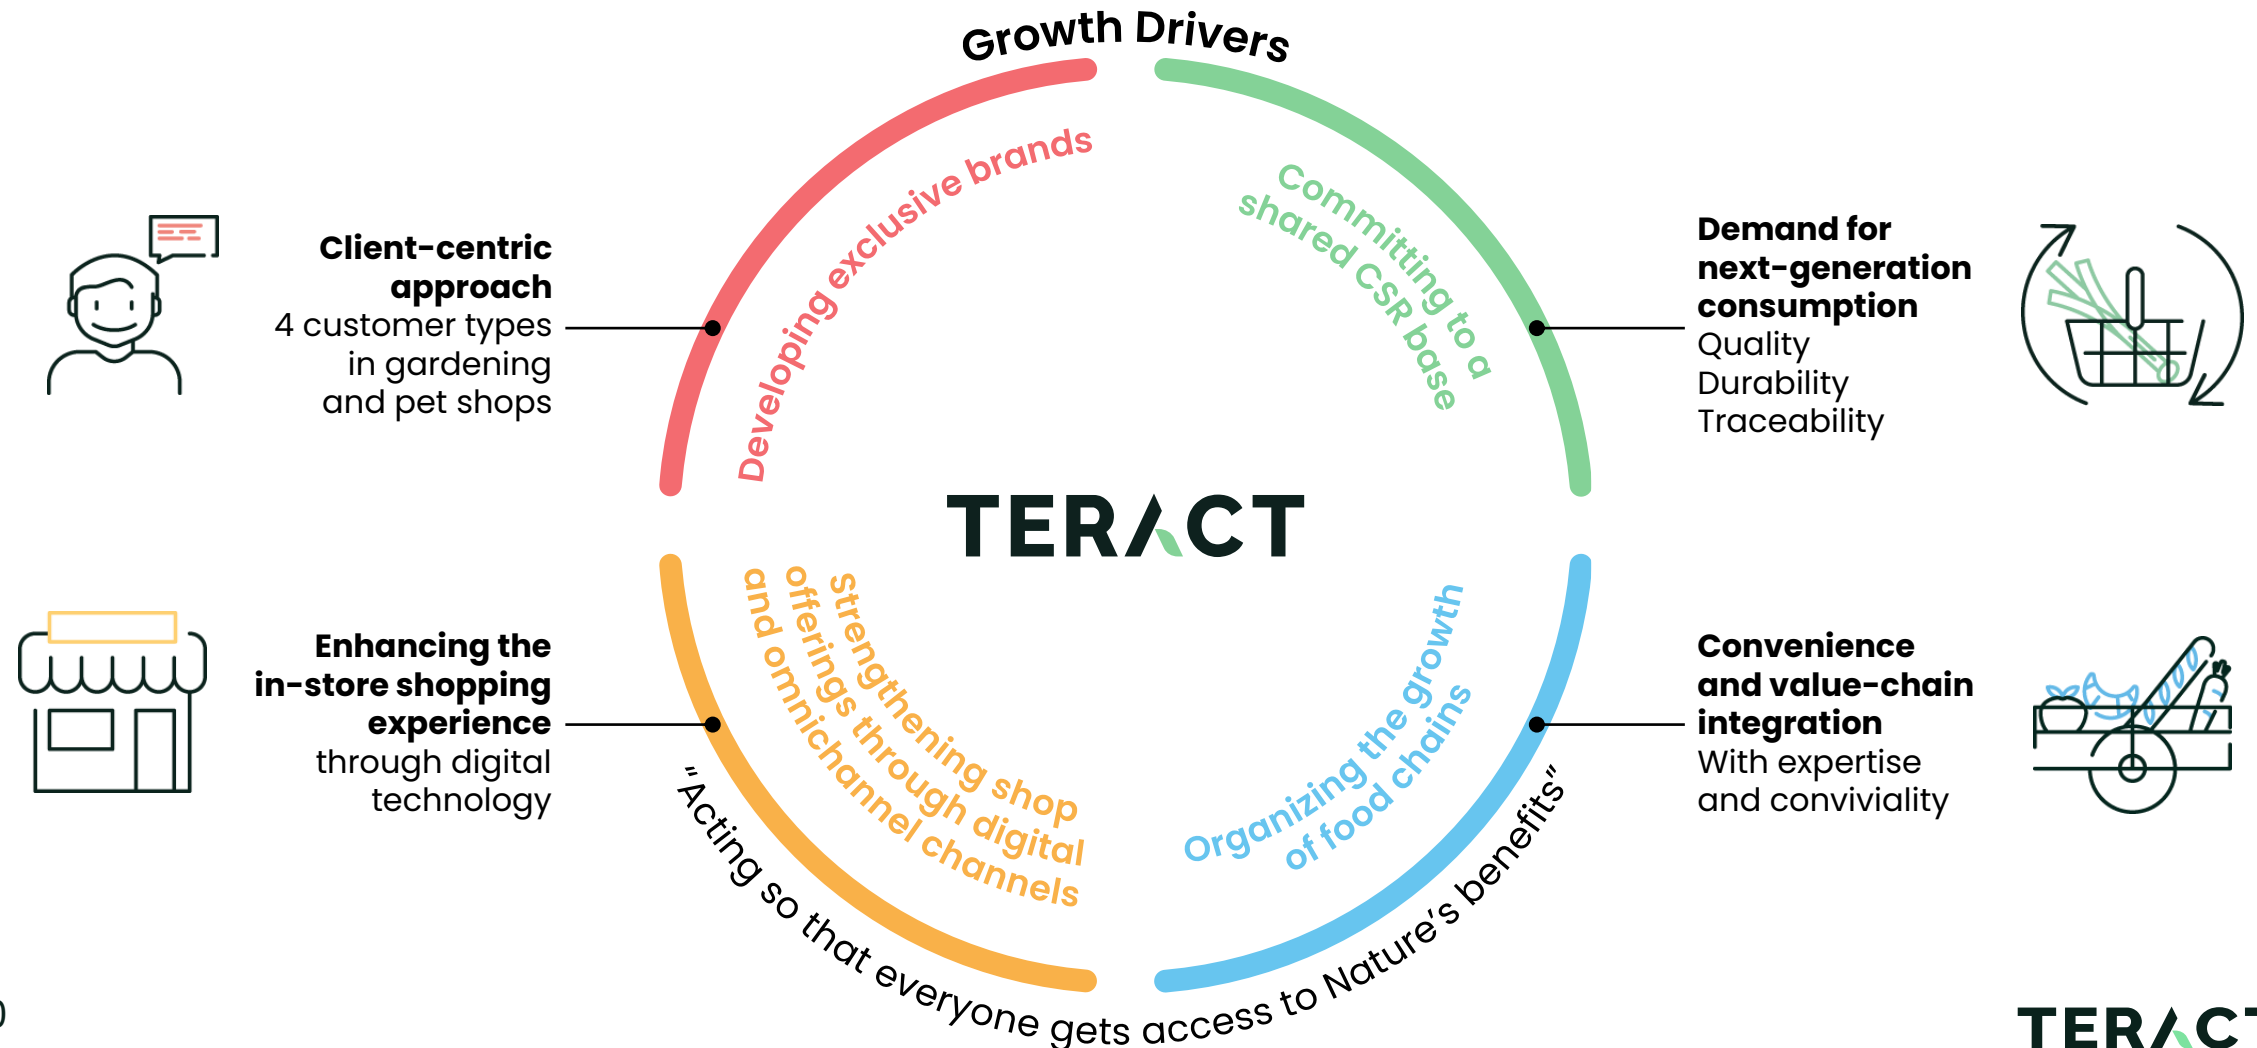 Growth Drivers
Developing exclusive brands
Committing to a
shared CSR base
Client-centric
approach
4 customer types
in gardening
and pet shops
Demand for
next-generation
consumption
Quality
Durability
Traceability
TERACT
Strengthening shop
offerings through digital
and omnichannel channels
Organizing the growth
of food chains
Enhancing the
in-store shopping
experience
through digital
technology
Convenience
and value-chain
integration
With expertise
and conviviality
“Acting so that everyone gets access to Nature’s benefits”
TERACT